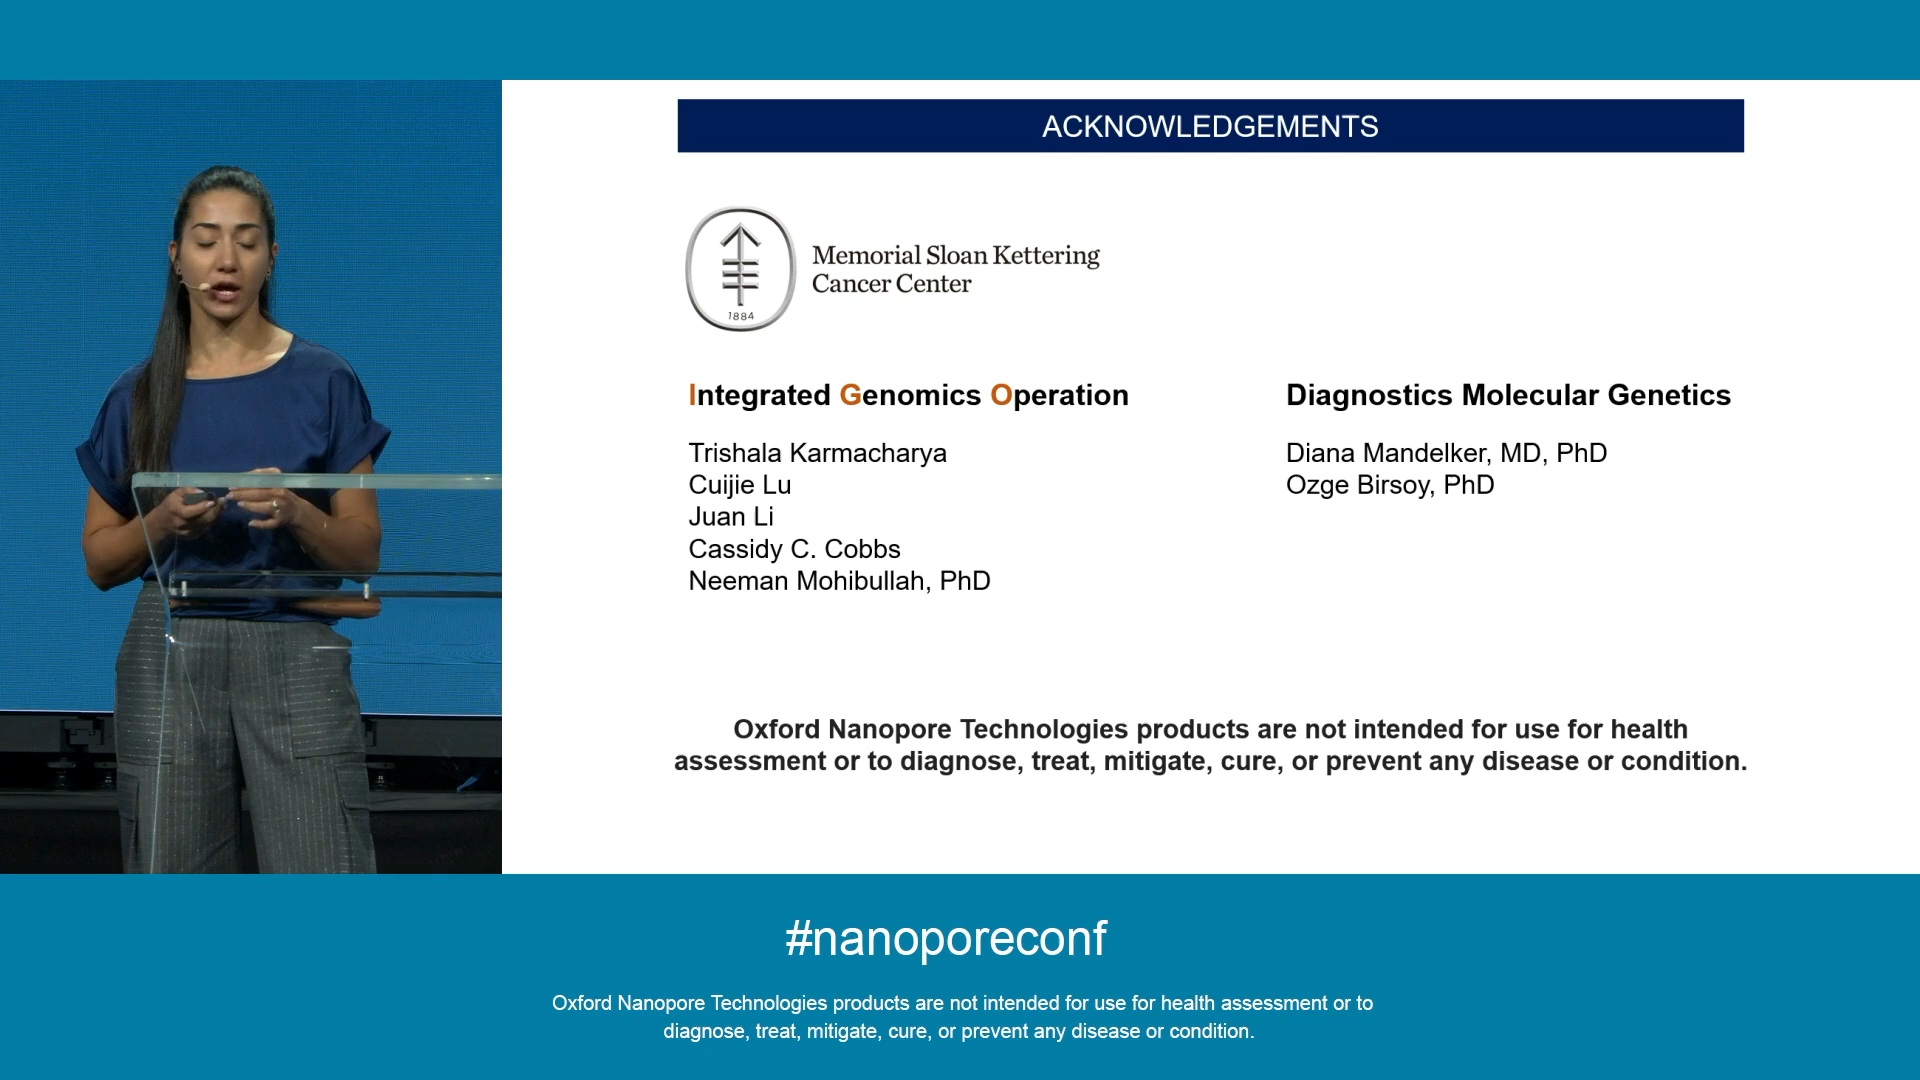 ACKNOWLEDGEMENTS
1884
Memorial Sloan Kettering
Cancer Center
Integrated Genomics Operation
Trishala Karmacharya
Cuijie Lu
Juan Li
Cassidy C. Cobbs
Neeman Mohibullah, PhD
Diagnostics Molecular Genetics
Diana Mandelker, MD, PhD
Ozge Birsoy, PhD
Oxford Nanopore Technologies products are not intended for use for health
assessment or to diagnose, treat, mitigate, cure, or prevent any disease or condition.
#nanoporeconf
Oxford Nanopore Technologies products are not intended for use for health assessment or to
diagnose, treat, mitigate, cure, or prevent any disease or condition.